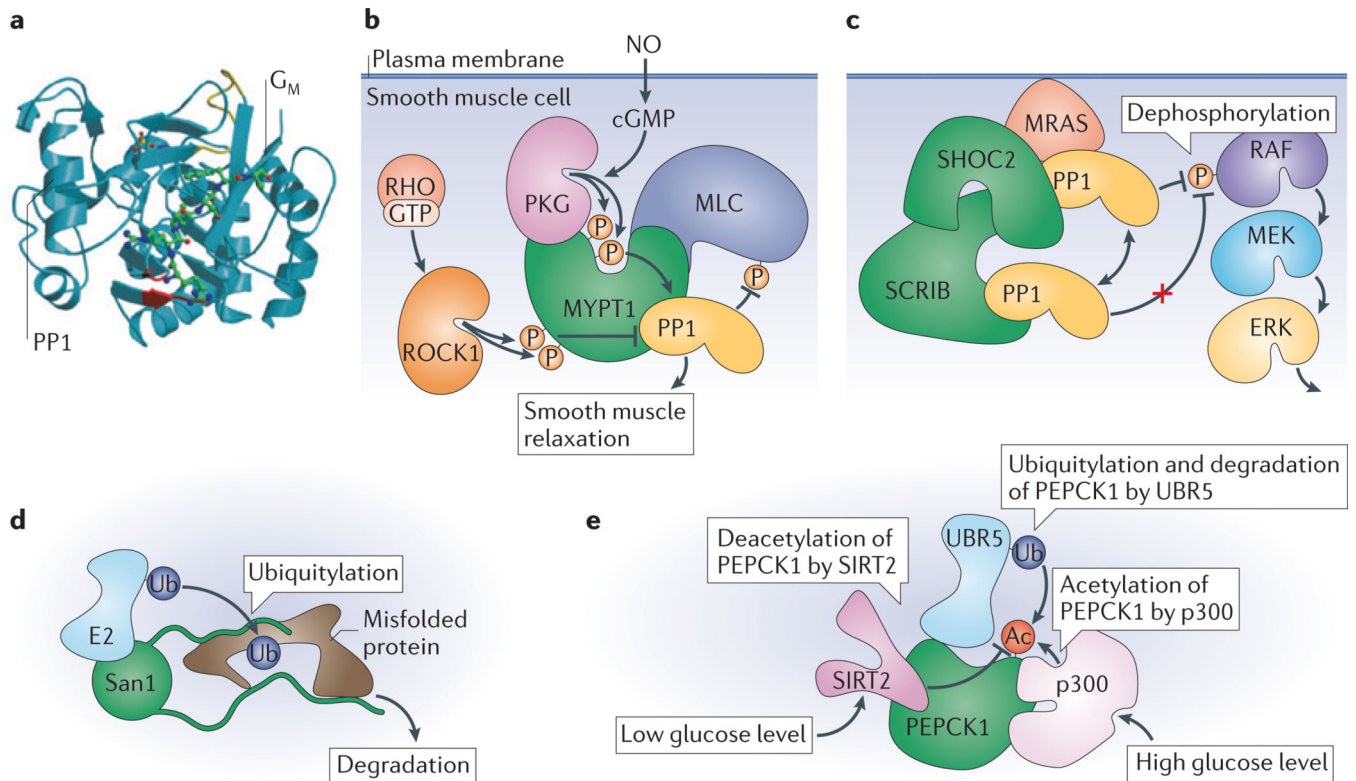 a
G_M
PP1
b
NO
Plasma membrane
Smooth muscle cell
cGMP
RHO
GTP
PKG
MLC
P
P
P
MYPT1
PP1
ROCK1
P
P
Smooth muscle
relaxation
c
MRAS
Dephosphorylation
SHOC2
PP1
P
RAF
MEK
SCRIB
PP1
ERK
d
Ub
Ubiquitylation
E2
Misfolded
protein
Ub
San1
Degradation
e
Ubiquitylation and degradation
of PEPCK1 by UBR5
Deacetylation of
PEPCK1 by SIRT2
UBR5
Ub
Acetylation of
PEPCK1 by p300
Ac
SIRT2
p300
PEPCK1
Low glucose level
High glucose level